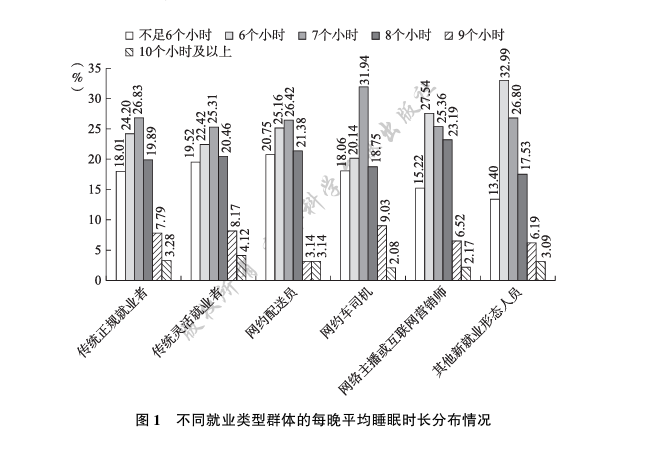 不足6个小时 6个小时 7个小时 8个小时 9个小时
10个小时及以上
(%)
35
30
25
20
15
10
5
0
18.01 24.20 26.83 19.89 7.79 3.28
19.52 22.42 25.31 20.46 8.17 4.12
20.75 25.16 26.42 21.38 3.14 3.14
18.06 20.14 31.94 18.75 9.03 2.08
15.22 27.54 25.36 23.19 6.52 2.17
13.40 32.99 26.80 17.53 6.19 3.09
传统正规就业者
传统灵活就业者
网约配送员
网约车司机
网络主播或互联网营销师
其他新就业形态人员
图1 不同就业类型群体的每晚平均睡眠时长分布情况